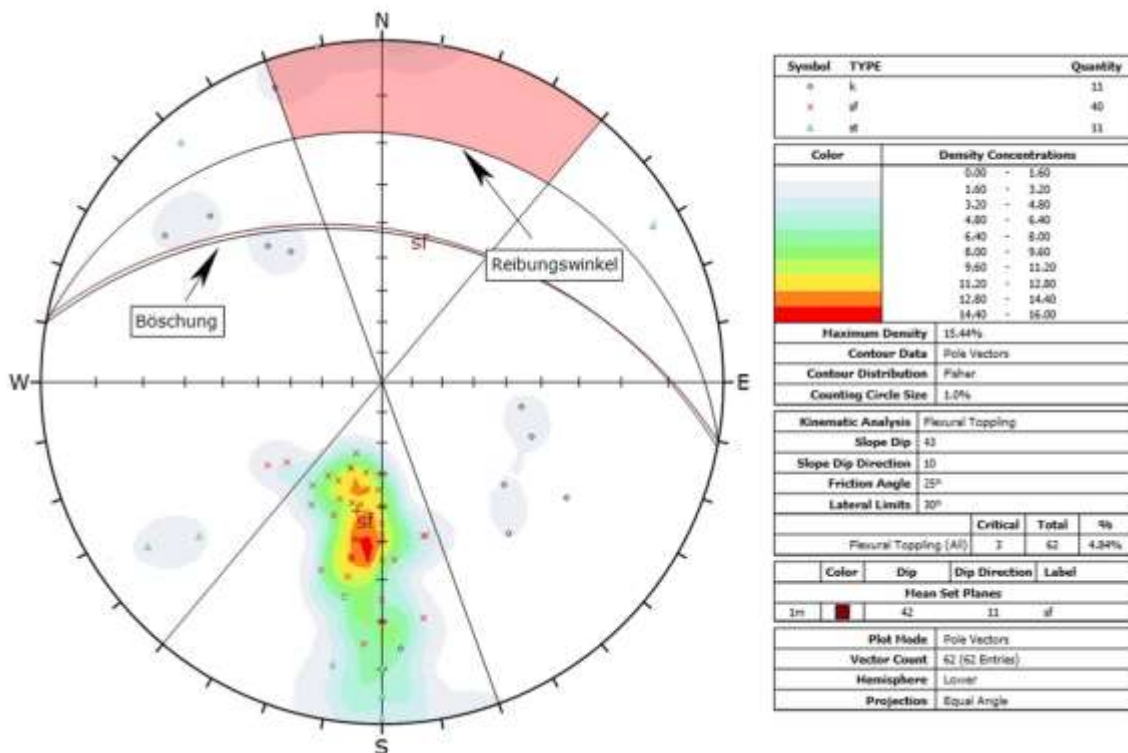 N
W
E
S
sf
Reibungswinkel
Böschung
sf
Symbol TYPE Quantity
k 11
sf 40
st 11
Color Density Concentrations
0.00 - 1.60
1.60 - 3.20
3.20 - 4.80
4.80 - 6.40
6.40 - 8.00
8.00 - 9.60
9.60 - 11.20
11.20 - 12.80
12.80 - 14.40
14.40 - 16.00
Maximum Density 15.44%
Contour Data Pole Vectors
Contour Distribution Fisher
Counting Circle Size 1.0%
Kinematic Analysis Flexural Toppling
Slope Dip 43
Slope Dip Direction 10
Friction Angle 25°
Lateral Limits 30°
Critical Total %
Flexural Toppling (All) 3 62 4.84%
Color Dip Dip Direction Label
Mean Set Planes
1m 42 11 sf
Plot Mode Pole Vectors
Vector Count 62 (62 Entries)
Hemisphere Lower
Projection Equal Angle